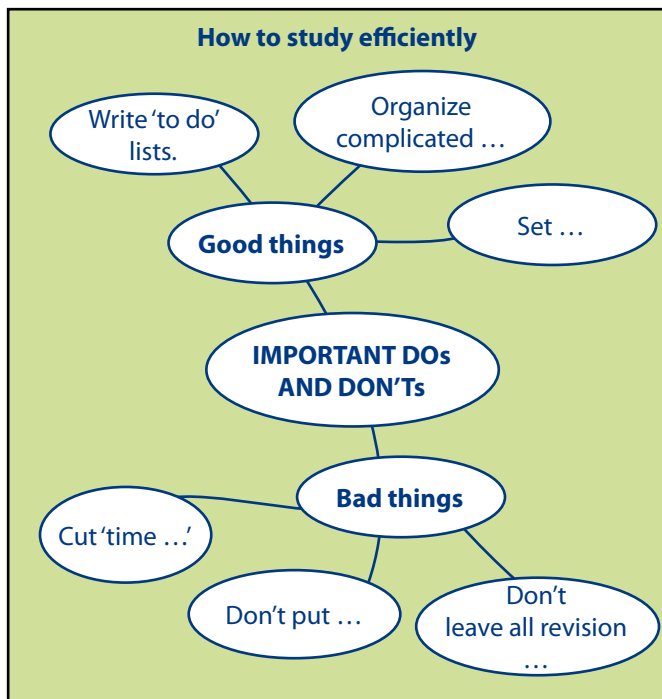 How to study efficiently
Write ‘to do’
lists.
Organize
complicated …
Good things
Set …
IMPORTANT DOs
AND DON’Ts
Bad things
Cut ‘time …’
Don’t put …
Don’t
leave all revision
…